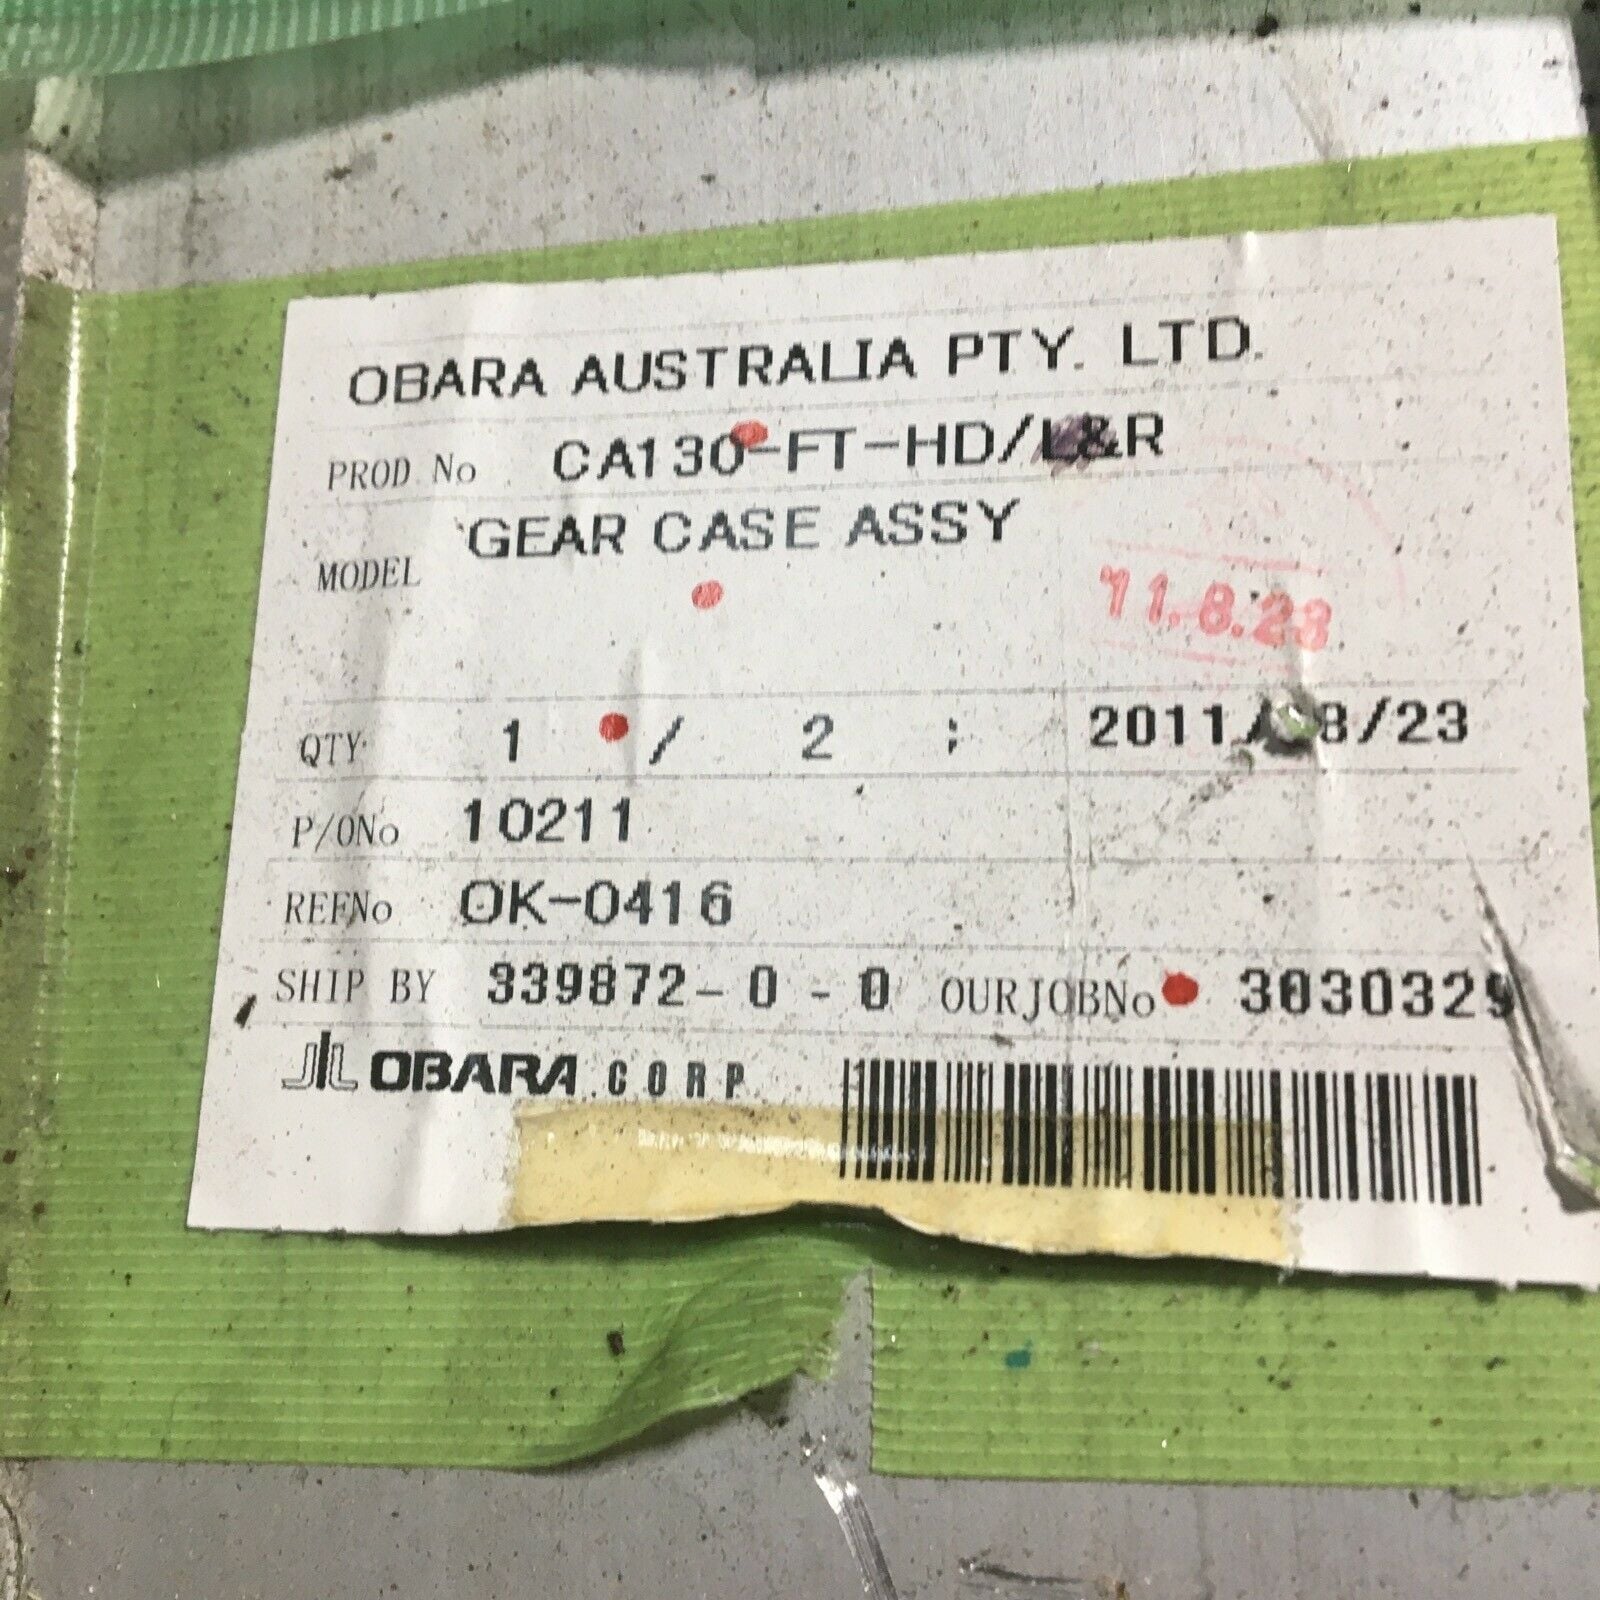 OBARA AUSTRALIA PTY. LTD.
PROD No CA130-FT-HD/L&R
MODEL GEAR CASE ASSY
11.8.23
QTY 1 / 2 : 2011/08/23
P/ONo 10211
REFNo OK-0416
SHIP BY 339872-0-0 OURJOBNo 3030329
OBARA.CORP